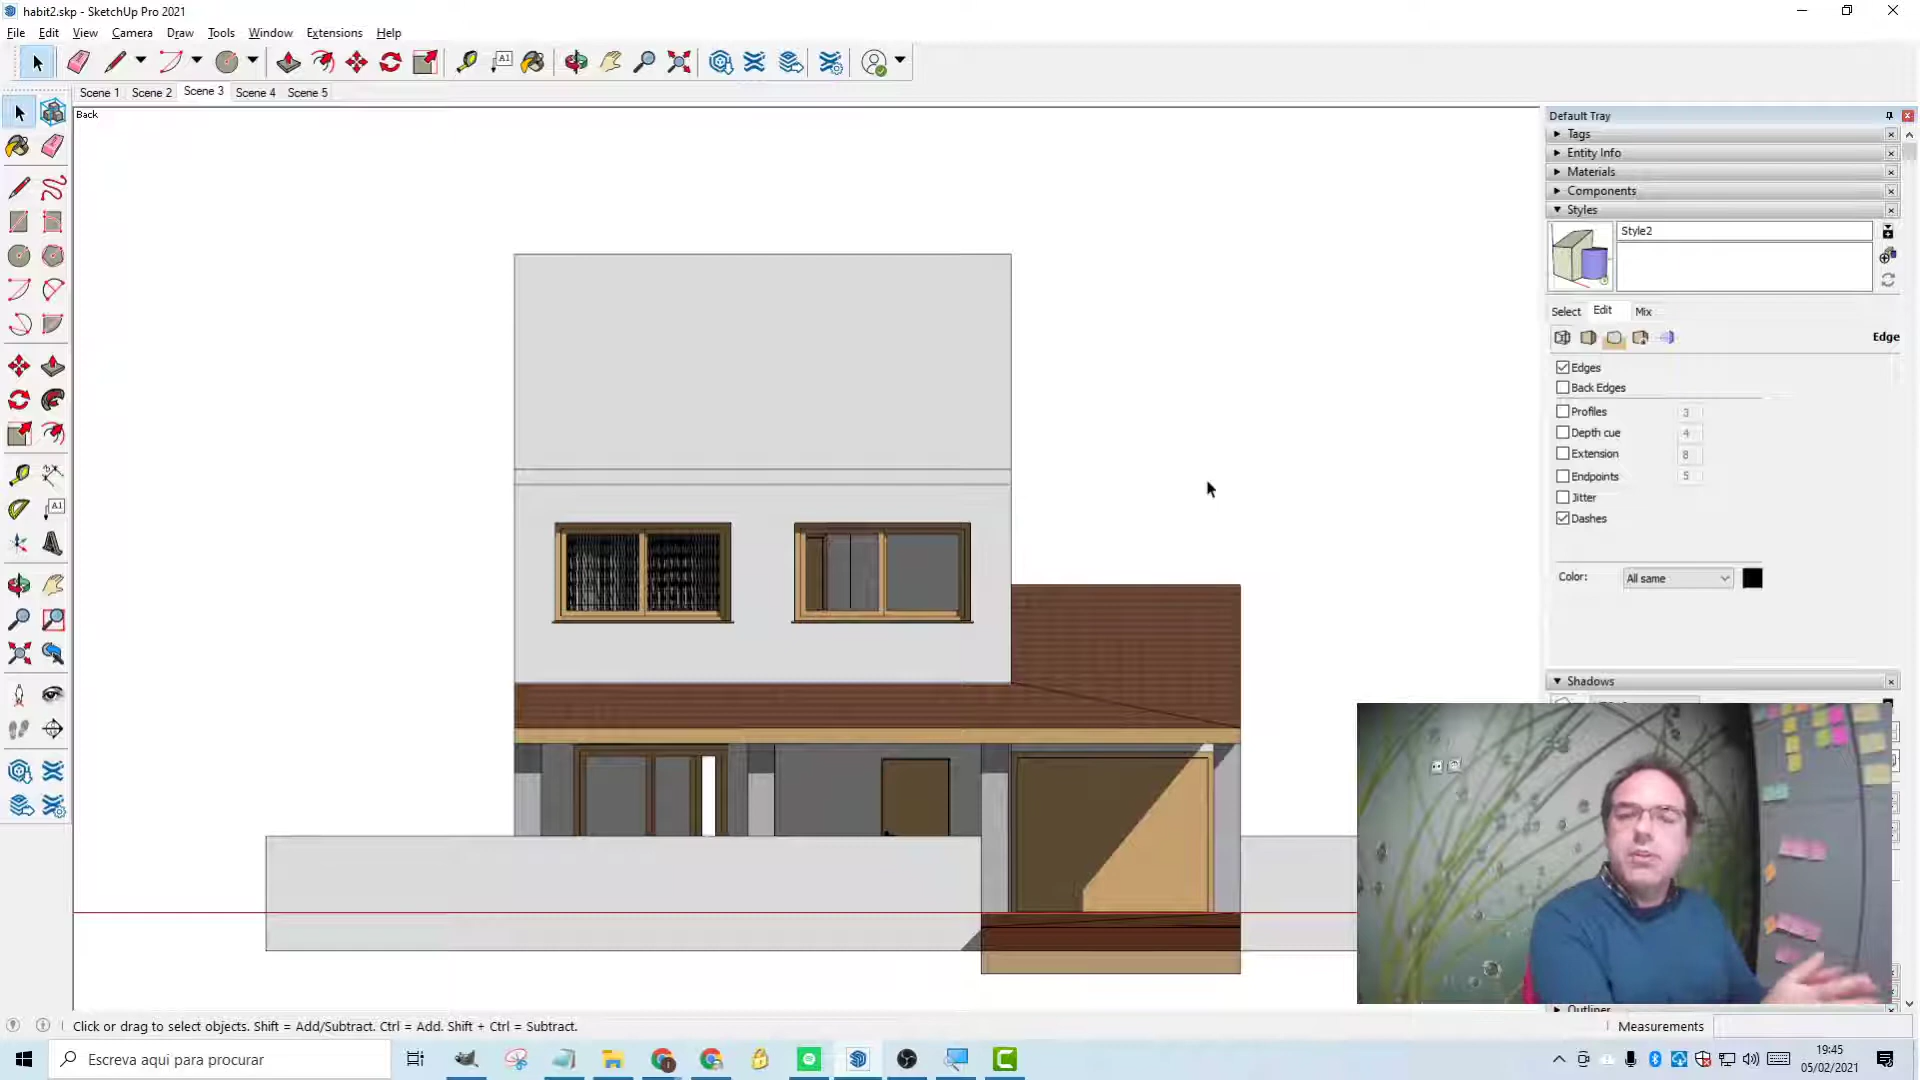 habit2.skp - SketchUp Pro 2021
File Edit View Camera Draw Tools Window Extensions Help
A1
Scene 1 Scene 2 Scene 3 Scene 4 Scene 5
Back
Default Tray
Tags
Entity Info
Materials
Components
Styles
Style2
Select Edit Mix
Edge
Edges
Back Edges
Profiles 3
Depth cue 4
Extension 8
Endpoints 5
Jitter
Dashes
Color: All same
A1
Shadows
Outliner
Click or drag to select objects. Shift = Add/Subtract. Ctrl = Add. Shift + Ctrl = Subtract.
Measurements
Escreva aqui para procurar
19:45
05/02/2021